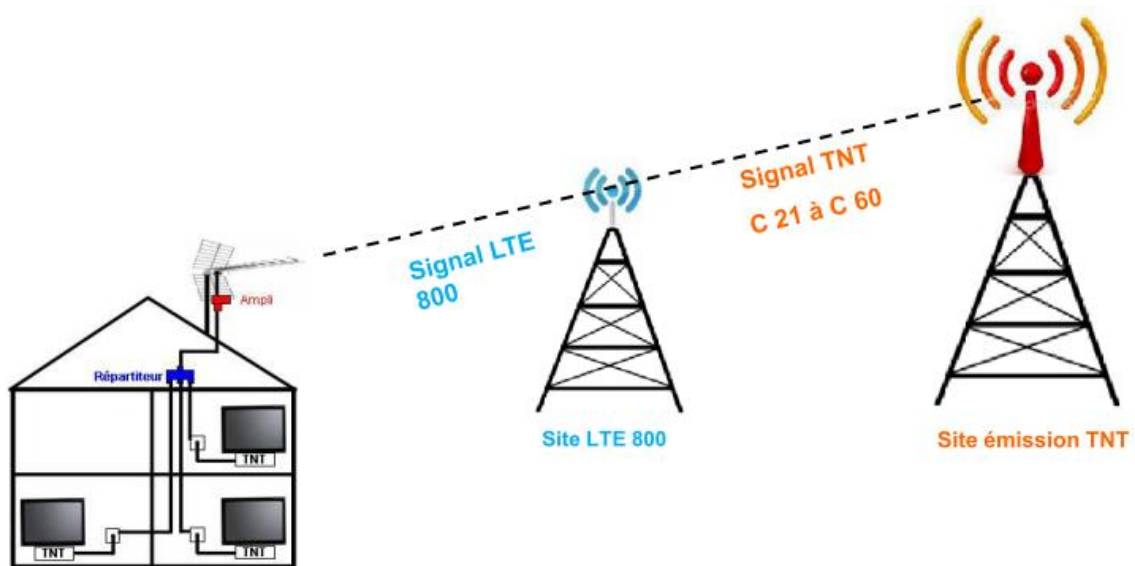 Signal TNT
C 21 à C 60
Signal LTE
800
Ampli
Répartiteur
TNT
TNT
TNT
Site LTE 800
Site émission TNT